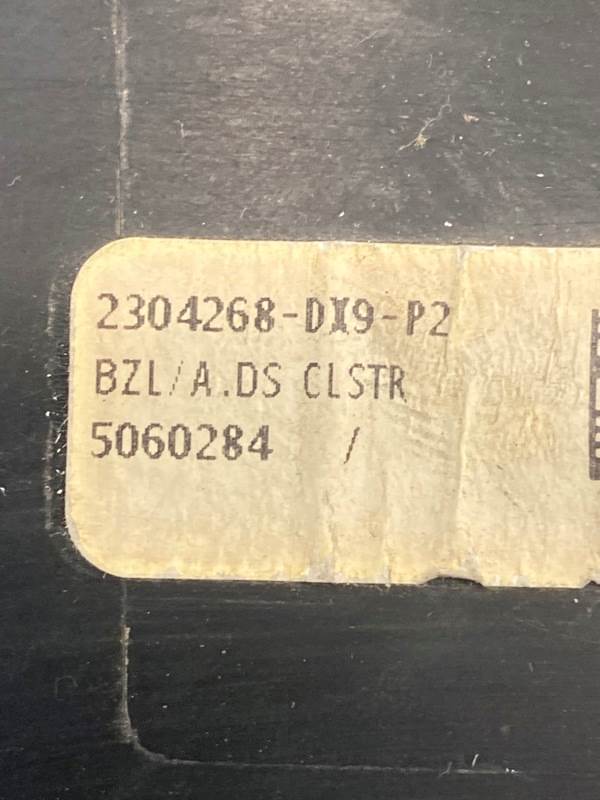 2304268-DX9-P2
BZL/A.DS CLSTR
5060284 /